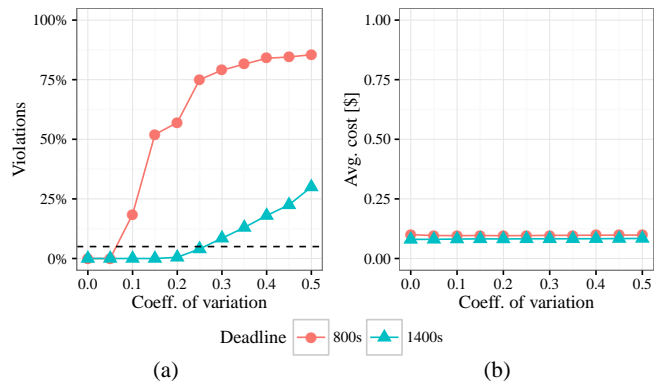 100%
75%
50%
25%
0%
Violations
0.0 0.1 0.2 0.3 0.4 0.5
Coeff. of variation
1.00
0.75
0.50
0.25
0.00
Avg. cost [$]
0.0 0.1 0.2 0.3 0.4 0.5
Coeff. of variation
Deadline 800s 1400s
(a) (b)